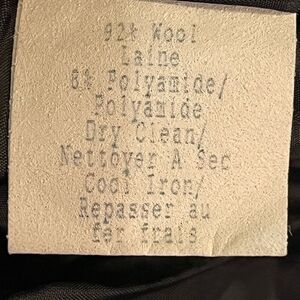 92% Wool
Laine
8% Polyamide/
Polyamide
Dry Clean/
Nettoyer A Sec
Cool Iron/
Repasser au
fer frais